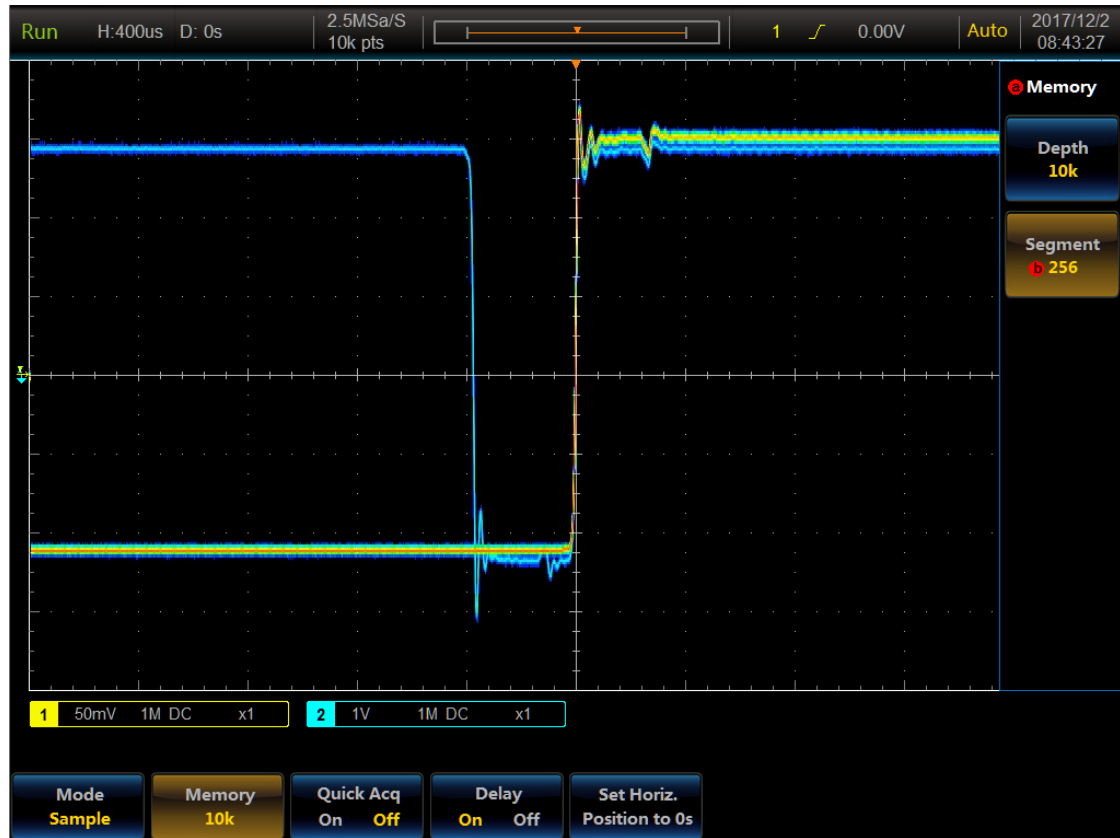 Run H:400us D: 0s 2.5MSa/S 1 0.00V Auto 2017/12/2
10k pts 08:43:27
a Memory
Depth
10k
Segment
b 256
1 50mV 1M DC x1 2 1V 1M DC x1
Mode Memory Quick Acq Delay Set Horiz.
Sample 10k On Off On Off Position to 0s